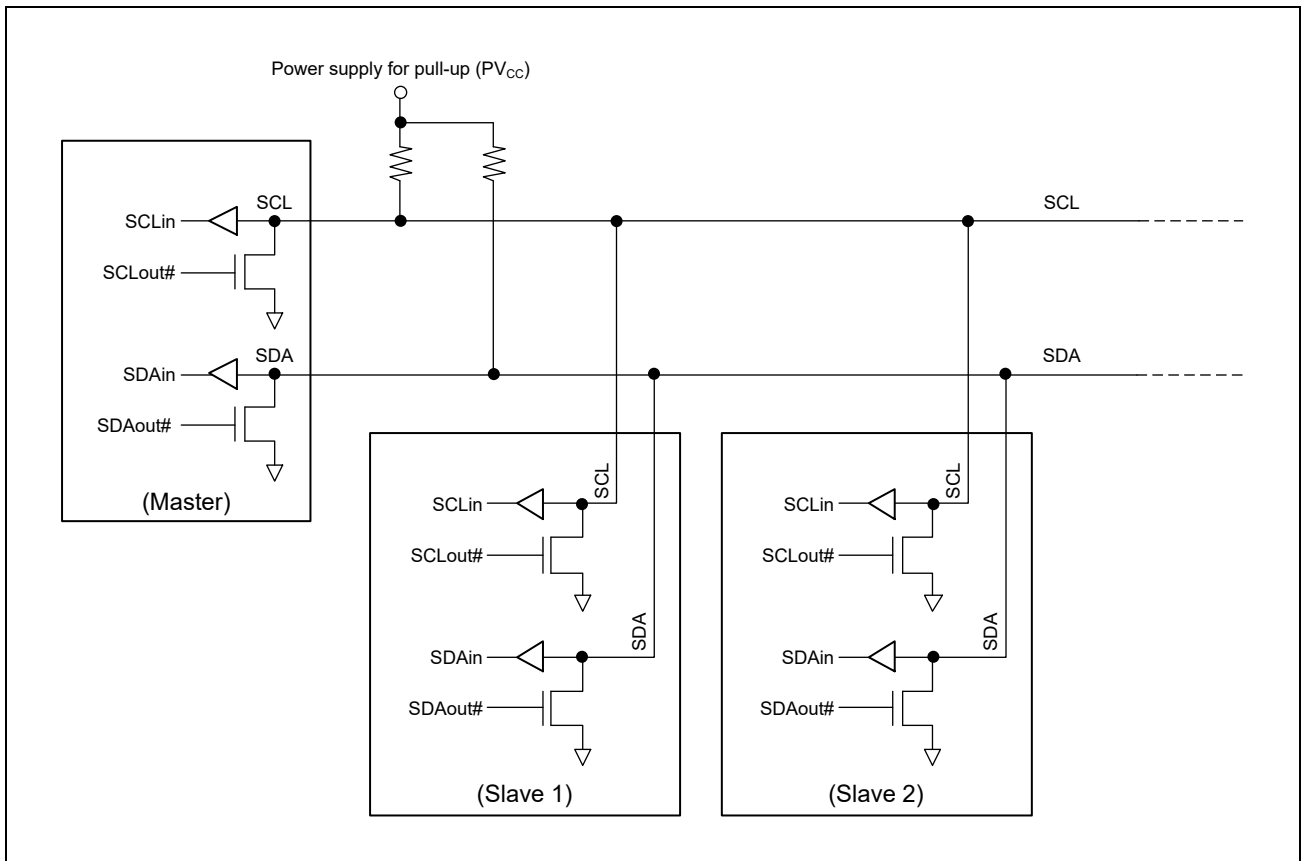 Power supply for pull-up (PVCC)
SCL
SCLin
SCLout#
SDA
SDAin
SDAout#
(Master)
SCL
SDA
SCL
SCLin
SCLout#
SDA
SDAin
SDAout#
(Slave 1)
SCL
SCLin
SCLout#
SDA
SDAin
SDAout#
(Slave 2)